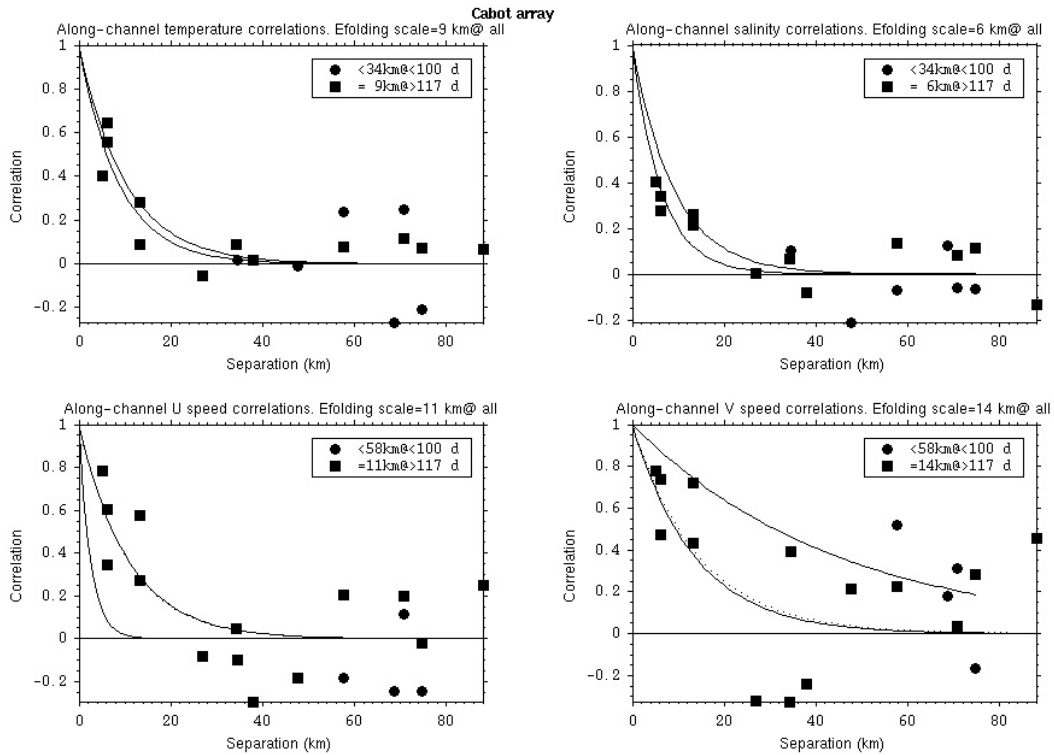 Cabot array
Along-channel temperature correlations. Efolding scale=9 km@ all
<34km@<100 d
= 9km@>117 d
1
0.8
0.6
0.4
0.2
0
-0.2
Correlation
0 20 40 60 80
Separation (km)
Along-channel salinity correlations. Efolding scale=6 km@ all
<34km@<100 d
= 6km@>117 d
1
0.8
0.6
0.4
0.2
0
-0.2
Correlation
0 20 40 60 80
Separation (km)
Along-channel U speed correlations. Efolding scale=11 km@ all
<58km@<100 d
=11km@>117 d
1
0.8
0.6
0.4
0.2
0
-0.2
Correlation
0 20 40 60 80
Separation (km)
Along-channel V speed correlations. Efolding scale=14 km@ all
<58km@<100 d
=14km@>117 d
1
0.8
0.6
0.4
0.2
0
-0.2
Correlation
0 20 40 60 80
Separation (km)